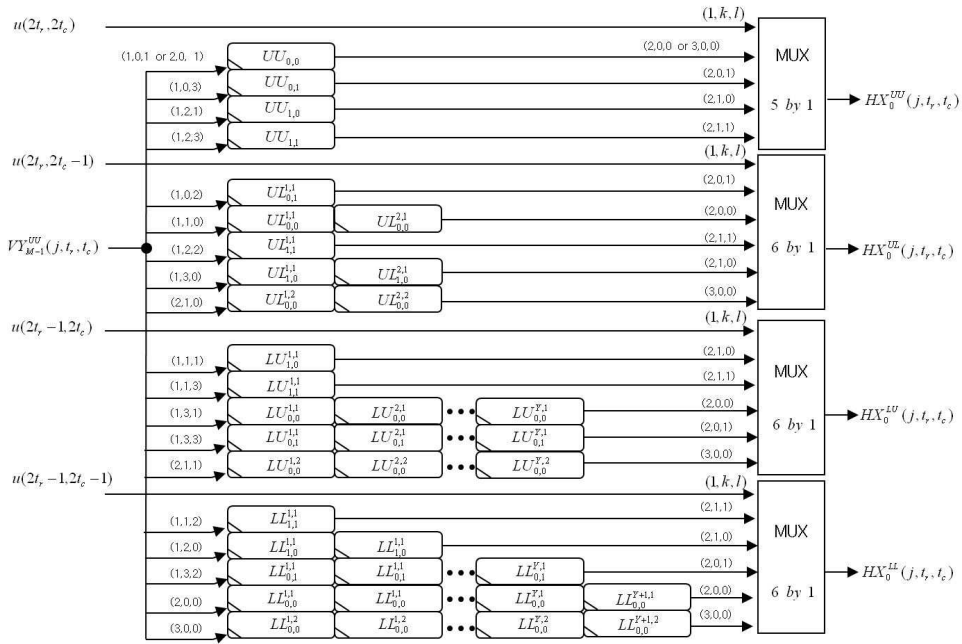 u(2t_r, 2t_c)
(1, k, l)
(1,0,1 or 2,0, 1)
UU_{0,0}
(2,0,0 or 3,0,0)
MUX
(1,0,3)
UU_{0,1}
(2,0,1)
(1,2,1)
UU_{1,0}
(2,1,0)
5 by 1
HX_0^{UU}(j, t_r, t_c)
(1,2,3)
UU_{1,1}
(2,1,1)
u(2t_r, 2t_c −1)
(1, k, l)
(1,0,2)
UL_{0,1}^{1,1}
(2,0,1)
MUX
(1,1,0)
UL_{0,0}^{1,1}
UL_{0,0}^{2,1}
(2,0,0)
VY_{M-1}^{UU}(j, t_r, t_c)
(1,2,2)
UL_{1,1}^{1,1}
(2,1,1)
6 by 1
HX_0^{UL}(j, t_r, t_c)
(1,3,0)
UL_{1,0}^{1,1}
UL_{1,0}^{2,1}
(2,1,0)
(2,1,0)
UL_{0,0}^{1,2}
UL_{0,0}^{2,2}
(3,0,0)
u(2t_r −1, 2t_c)
(1, k, l)
(1,1,1)
LU_{1,0}^{1,1}
(2,1,0)
MUX
(1,1,3)
LU_{1,1}^{1,1}
(2,1,1)
(1,3,1)
LU_{0,0}^{1,1}
LU_{0,0}^{2,1}
•••
LU_{0,0}^{Y,1}
(2,0,0)
6 by 1
HX_0^{LU}(j, t_r, t_c)
(1,3,3)
LU_{0,1}^{1,1}
LU_{0,1}^{2,1}
•••
LU_{0,1}^{Y,1}
(2,0,1)
(2,1,1)
LU_{0,0}^{1,2}
LU_{0,0}^{2,2}
•••
LU_{0,0}^{Y,2}
(3,0,0)
u(2t_r −1, 2t_c −1)
(1, k, l)
(1,1,2)
LL_{1,1}^{1,1}
(2,1,1)
MUX
(1,2,0)
LL_{1,0}^{1,1}
LL_{1,0}^{1,1}
(2,1,0)
(1,3,2)
LL_{0,1}^{1,1}
LL_{0,1}^{1,1}
•••
LL_{0,1}^{Y,1}
(2,0,1)
6 by 1
HX_0^{LL}(j, t_r, t_c)
(2,0,0)
LL_{0,0}^{1,1}
LL_{0,0}^{1,1}
•••
LL_{0,0}^{Y,1}
LL_{0,0}^{Y+1,1}
(2,0,0)
(3,0,0)
LL_{0,0}^{1,2}
LL_{0,0}^{1,2}
•••
LL_{0,0}^{Y,2}
LL_{0,0}^{Y+1,2}
(3,0,0)